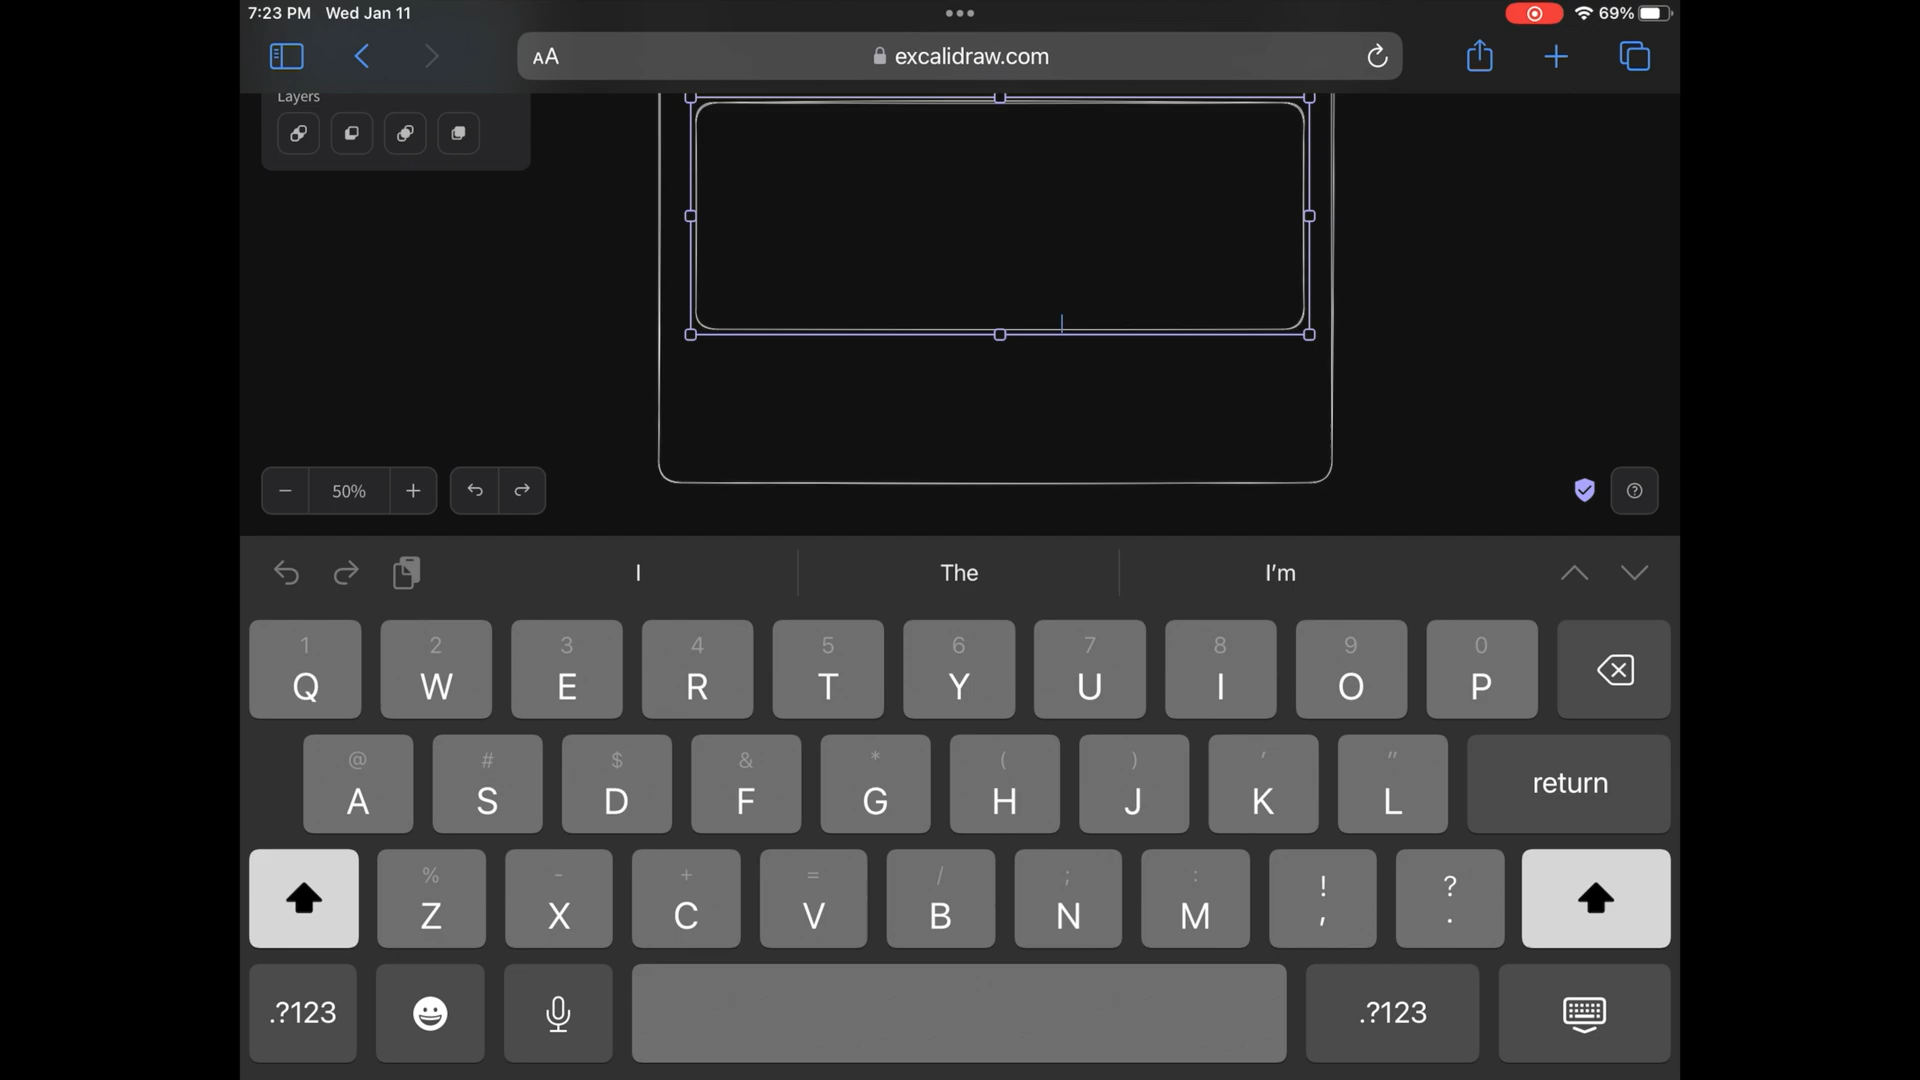 7:23 PM Wed Jan 11
69%
AA
excalidraw.com
Layers
50%
I
The
I'm
1 2 3 4 5 6 7 8 9 0
Q W E R T Y U I O P
@ # $ & * ( ) ' "
A S D F G H J K L return
% - + = / ; : ! ?
Z X C V B N M , .
.?123 .?123